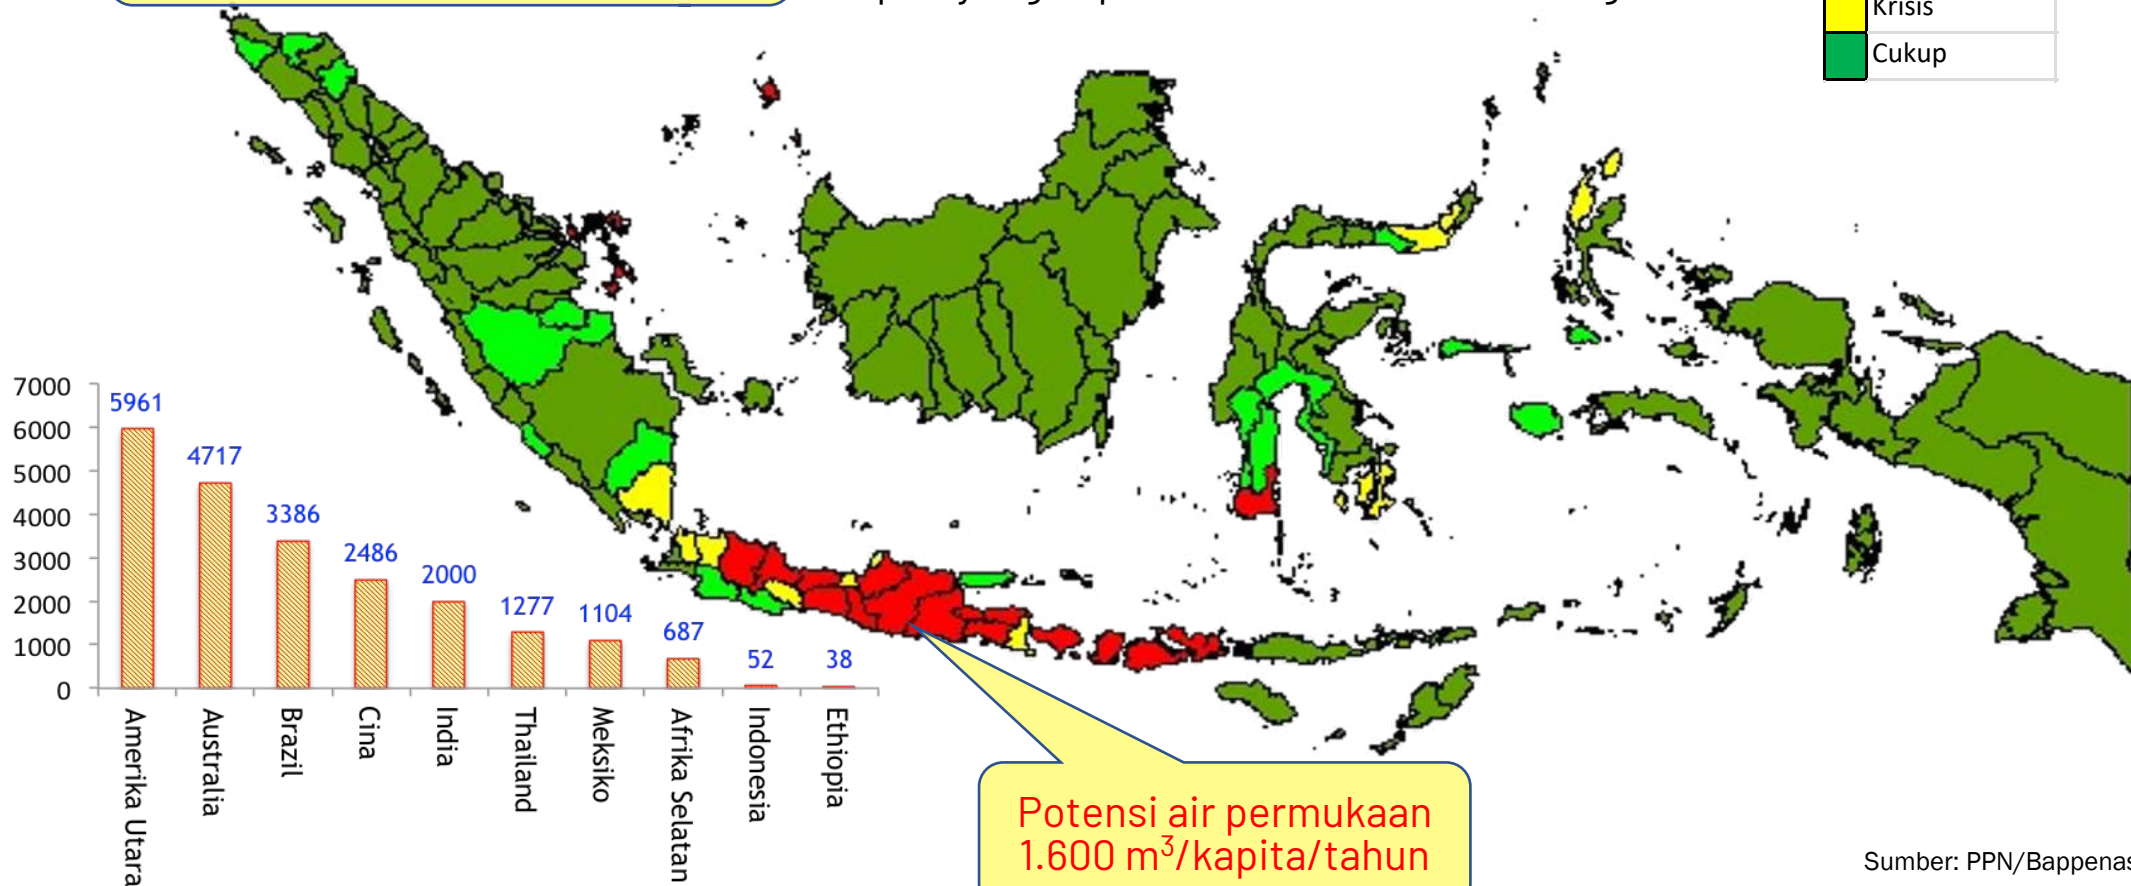 Krisis
Cukup
7000
6000
5000
4000
3000
2000
1000
0
5961
4717
3386
2486
2000
1277
1104
687
52
38
Amerika Utara
Australia
Brazil
Cina
India
Thailand
Meksiko
Afrika Selatan
Indonesia
Ethiopia
Potensi air permukaan
1.600 m³/kapita/tahun
Sumber: PPN/Bappenas